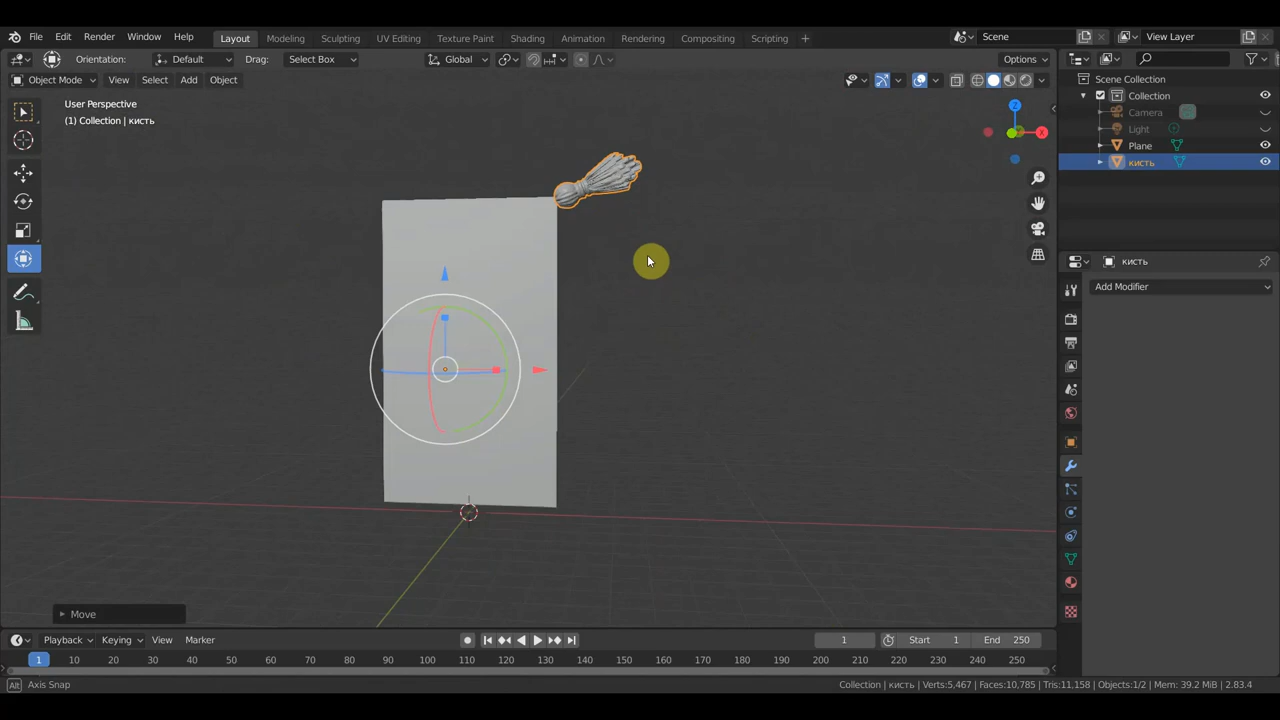 File Edit Render Window Help Layout Modeling Sculpting UV Editing Texture Paint Shading Animation Rendering Compositing Scripting + Scene View Layer
Orientation: Default Drag: Select Box Global Options
Object Mode View Select Add Object
Scene Collection
Collection
Camera
Light
Plane
кисть
User Perspective
(1) Collection | кисть
Z
X
кисть
Add Modifier
Move
Playback Keying View Marker 1 Start 1 End 250
1 10 20 30 40 50 60 70 80 90 100 110 120 130 140 150 160 170 180 190 200 210 220 230 240 250
Alt Axis Snap Collection | кисть | Verts:5,467 | Faces:10,785 | Tris:11,158 | Objects:1/2 | Mem: 39.2 MiB | 2.83.4